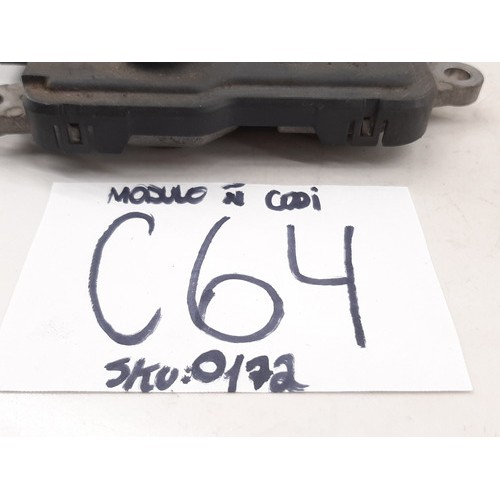 MODULO Ñ CODI
C64
SKU:0172